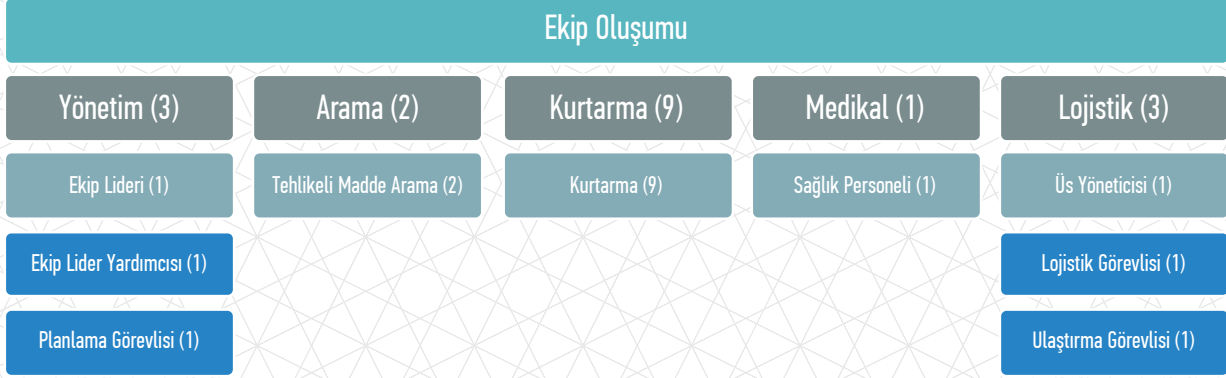 Ekip Oluşumu
Yönetim (3)
Arama (2)
Kurtarma (9)
Medikal (1)
Lojistik (3)
Ekip Lideri (1)
Tehlikeli Madde Arama (2)
Kurtarma (9)
Sağlık Personeli (1)
Üs Yöneticisi (1)
Ekip Lider Yardımcısı (1)
Lojistik Görevlisi (1)
Planlama Görevlisi (1)
Ulaştırma Görevlisi (1)